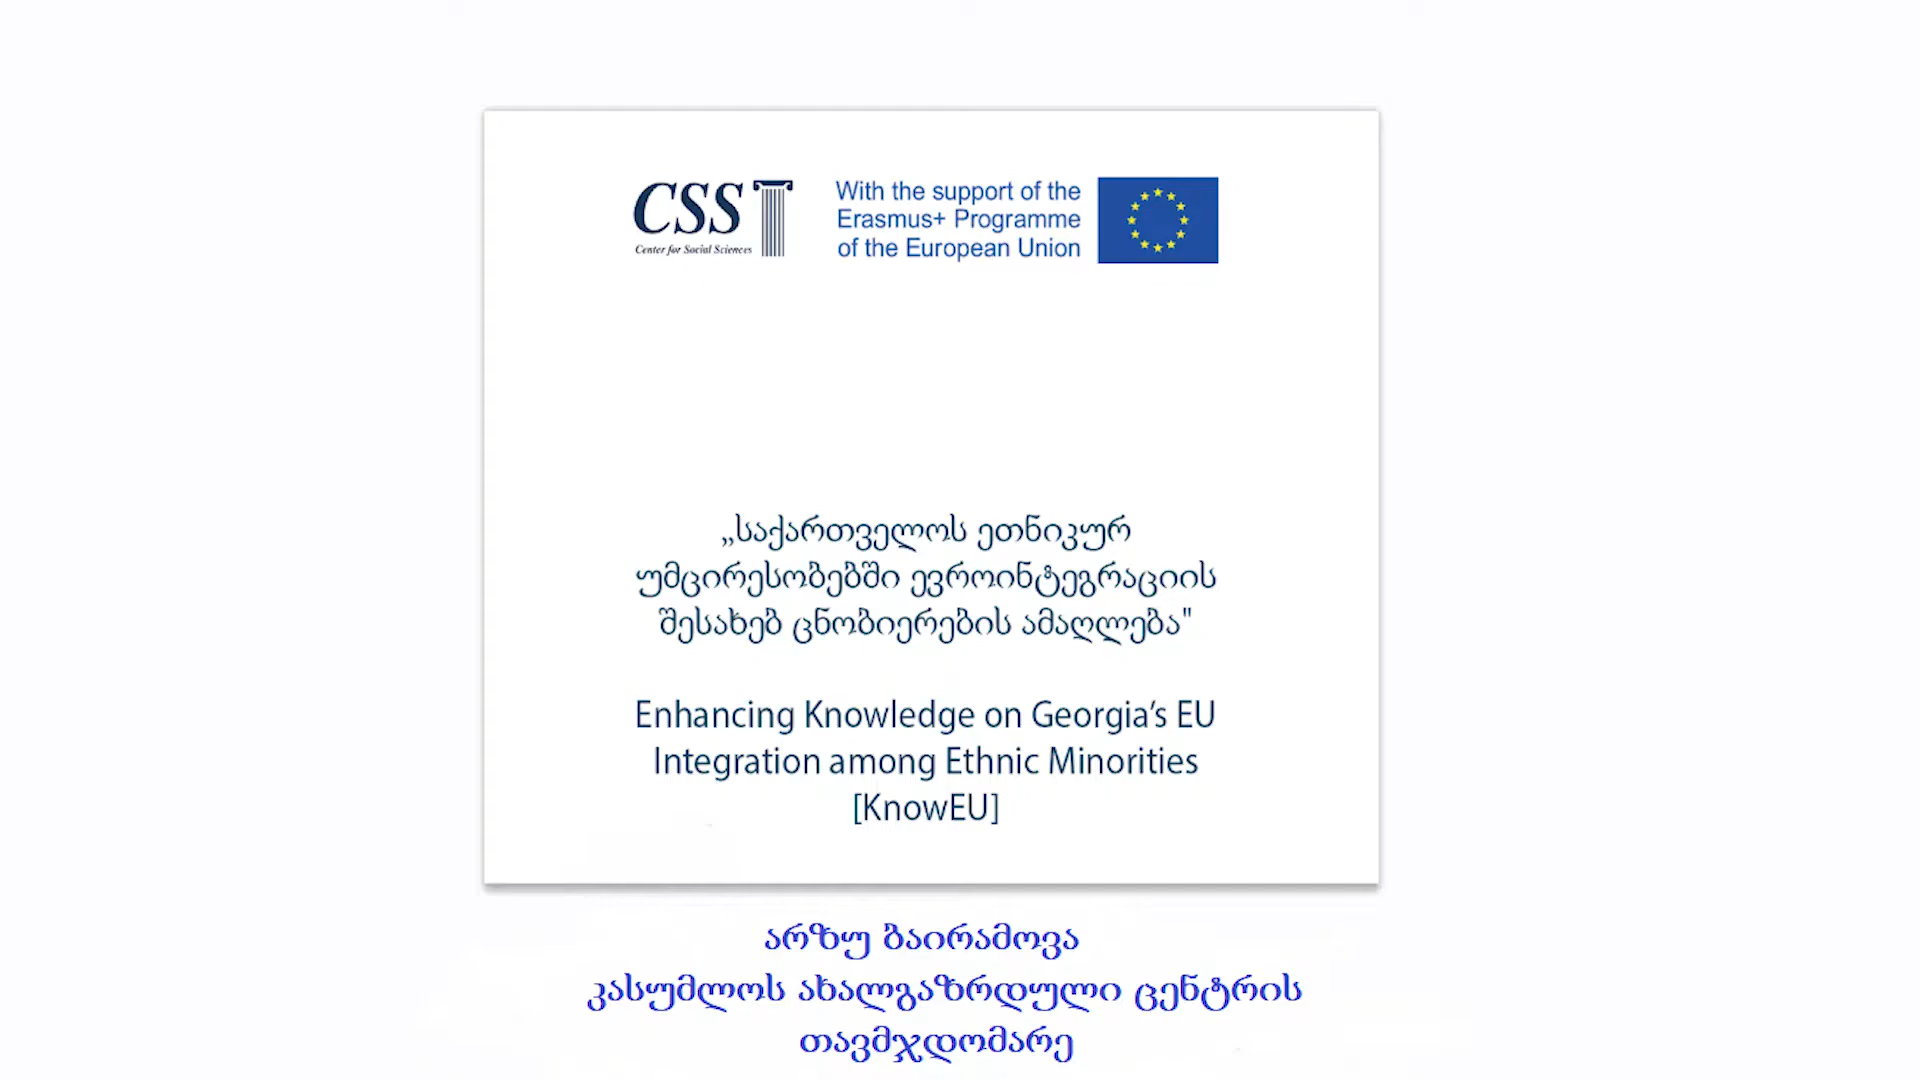 CSS
Center for Social Sciences
With the support of the
Erasmus+ Programme
of the European Union
„საქართველოს ეთნიკურ
უმცირესობებში ევროინტეგრაციის
შესახებ ცნობიერების ამაღლება"
Enhancing Knowledge on Georgia’s EU
Integration among Ethnic Minorities
[KnowEU]
არზუ ბაირამოვა
კასუმლოს ახალგაზრდული ცენტრის
თავმჯდომარე